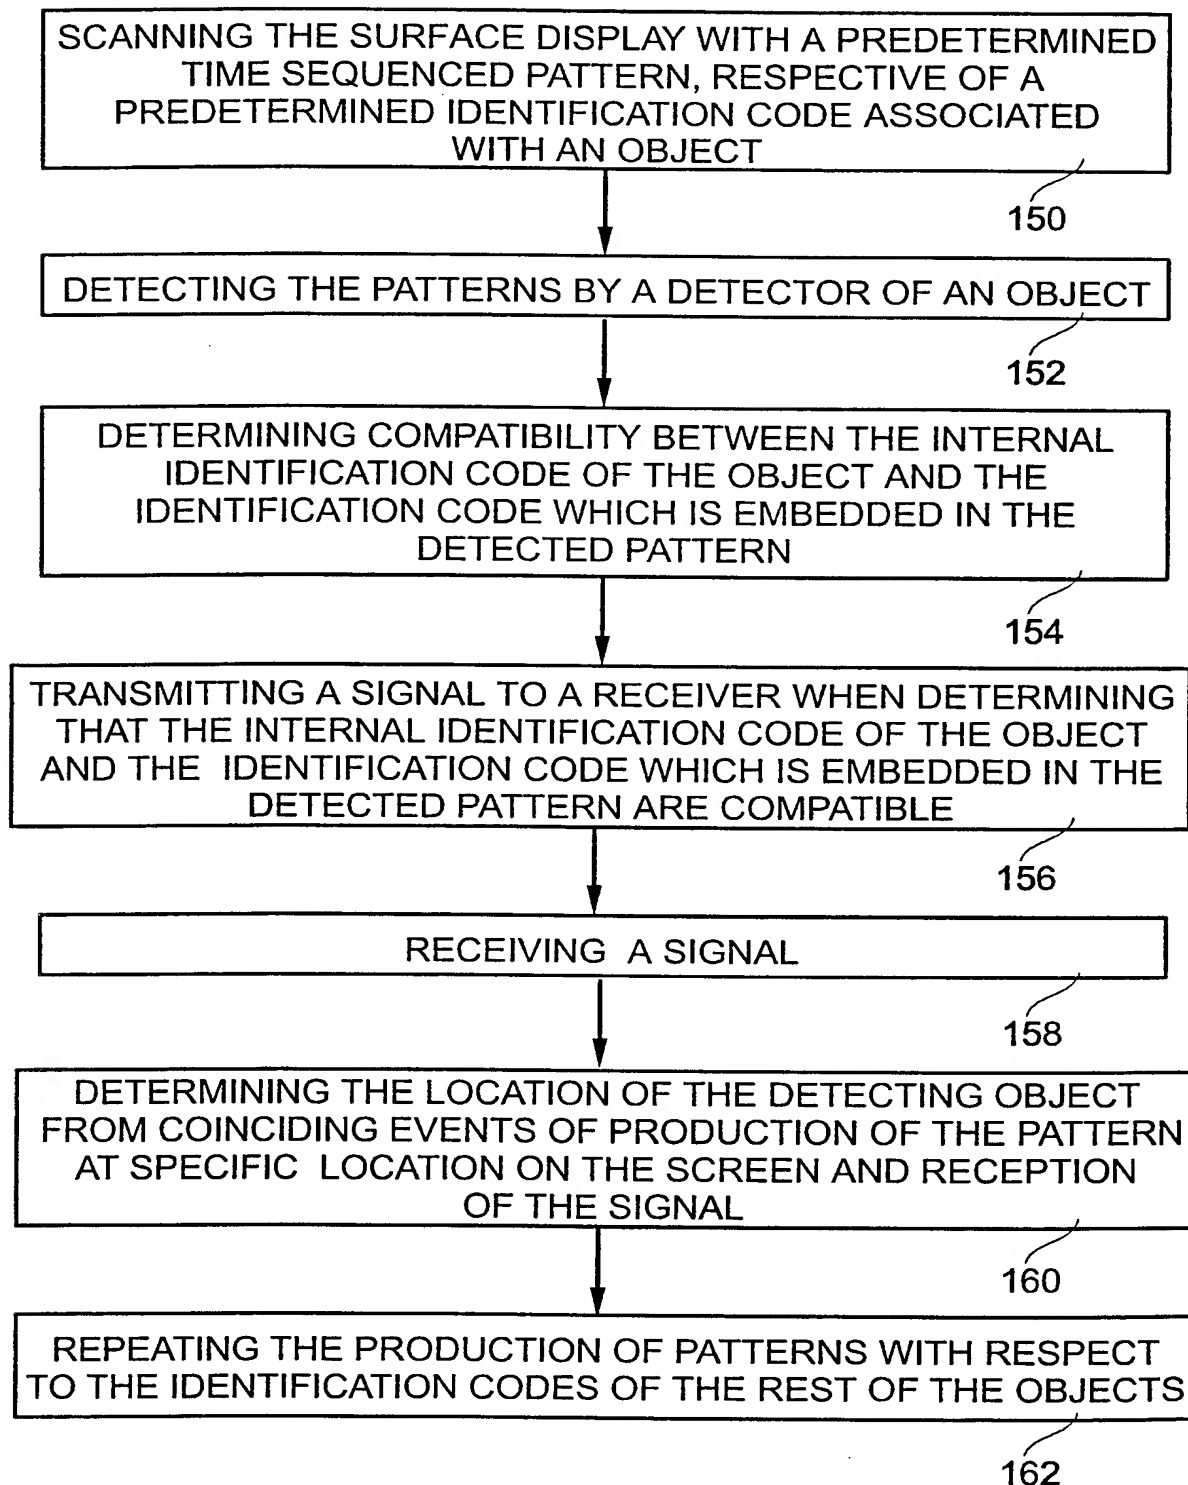 SCANNING THE SURFACE DISPLAY WITH A PREDETERMINED
TIME SEQUENCED PATTERN, RESPECTIVE OF A
PREDETERMINED IDENTIFICATION CODE ASSOCIATED
WITH AN OBJECT
150
DETECTING THE PATTERNS BY A DETECTOR OF AN OBJECT
152
DETERMINING COMPATIBILITY BETWEEN THE INTERNAL
IDENTIFICATION CODE OF THE OBJECT AND THE
IDENTIFICATION CODE WHICH IS EMBEDDED IN THE
DETECTED PATTERN
154
TRANSMITTING A SIGNAL TO A RECEIVER WHEN DETERMINING
THAT THE INTERNAL IDENTIFICATION CODE OF THE OBJECT
AND THE IDENTIFICATION CODE WHICH IS EMBEDDED IN THE
DETECTED PATTERN ARE COMPATIBLE
156
RECEIVING A SIGNAL
158
DETERMINING THE LOCATION OF THE DETECTING OBJECT
FROM COINCIDING EVENTS OF PRODUCTION OF THE PATTERN
AT SPECIFIC LOCATION ON THE SCREEN AND RECEPTION
OF THE SIGNAL
160
REPEATING THE PRODUCTION OF PATTERNS WITH RESPECT
TO THE IDENTIFICATION CODES OF THE REST OF THE OBJECTS
162